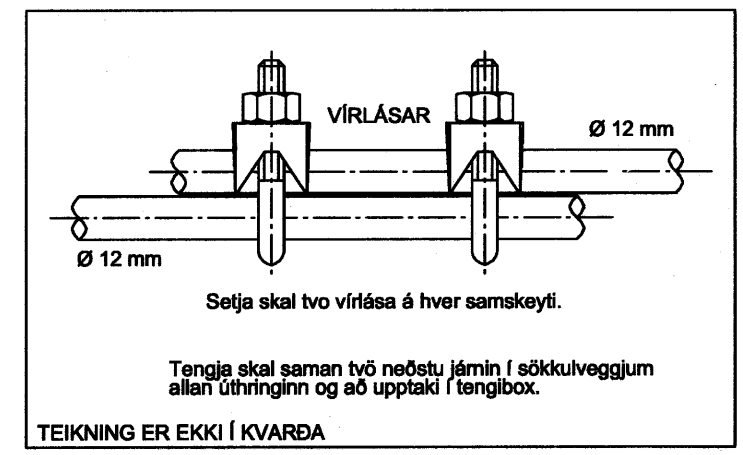 VÍRLÁSAR
Ø 12 mm
Ø 12 mm
Setja skal tvo vírlása á hver samskeyti.
Tengja skal saman tvö neðstu járnin í sökkulveggjum
allan úthringinn og að upptaki í tengibox.
TEIKNING ER EKKI Í KVARÐA